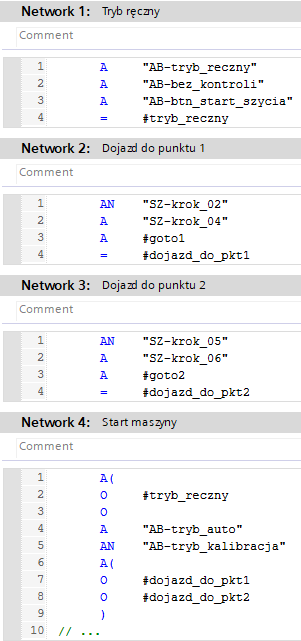 Network 1: Tryb ręczny
Comment
1 A "AB-tryb_reczny"
2 A "AB-bez_kontroli"
3 A "AB-btn_start_szycia"
4 = #tryb_reczny
Network 2: Dojazd do punktu 1
Comment
1 AN "SZ-krok_02"
2 A "SZ-krok_04"
3 A #goto1
4 = #dojazd_do_pkt1
Network 3: Dojazd do punktu 2
Comment
1 AN "SZ-krok_05"
2 A "SZ-krok_06"
3 A #goto2
4 = #dojazd_do_pkt2
Network 4: Start maszyny
Comment
1 A(
2 O #tryb_reczny
3 O
4 A "AB-tryb_auto"
5 AN "AB-tryb_kalibracja"
6 A(
7 O #dojazd_do_pkt1
8 O #dojazd_do_pkt2
9 )
10 // ...